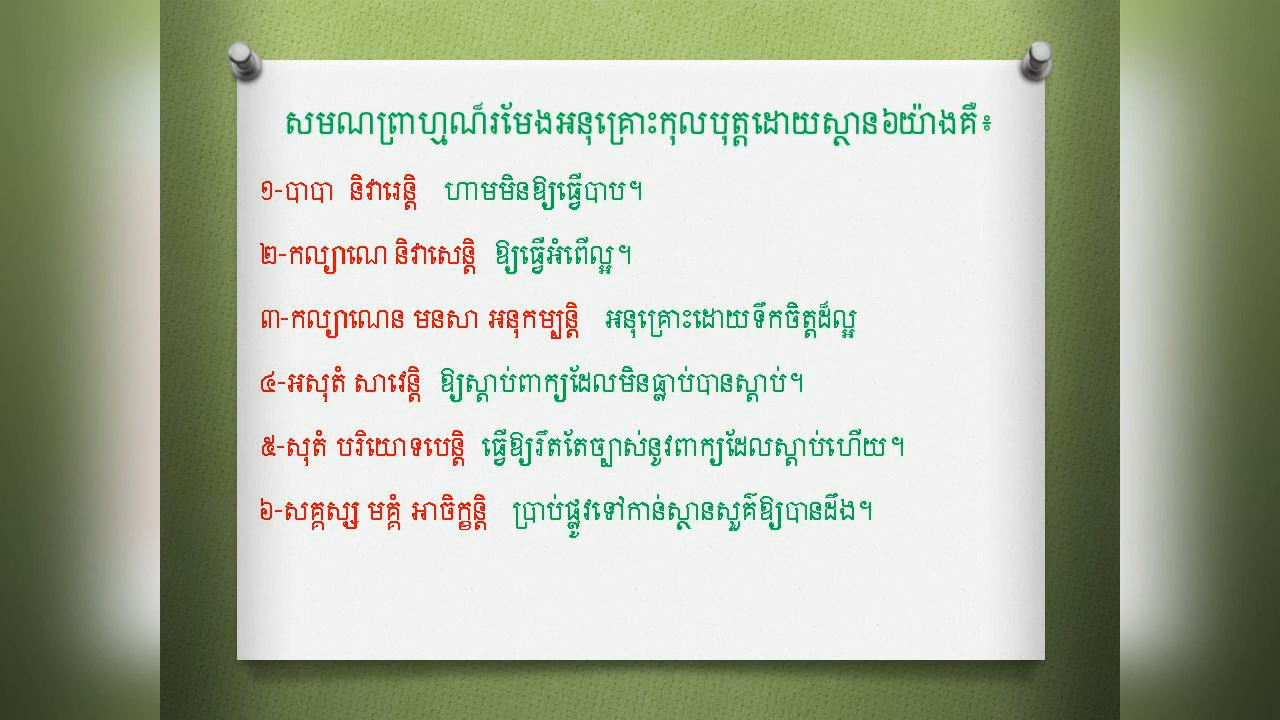 សមណព្រាហ្មណ៏រមែងអនុគ្រោះកុលបុត្តដោយស្ថាន៦យ៉ាងគឺ៖
១-បាបា និវារេន្តិ ហាមមិនឱ្យធ្វើបាប។
២-កល្យាណេ និវាសេន្តិ ឱ្យធ្វើអំពើល្អ។
៣-កល្យាណេន មនសា អនុកម្បន្តិ អនុគ្រោះដោយទឹកចិត្តដ៏ល្អ
៤-អសុតំ សាវេន្តិ ឱ្យស្តាប់ពាក្យដែលមិនធ្លាប់បានស្តាប់។
៥-សុតំ បរិយោទបេន្តិ ធ្វើឱ្យរឹតតែច្បាស់នូវពាក្យដែលស្តាប់ហើយ។
៦-សគ្គស្ស មគ្គំ អាចិក្ខន្តិ ប្រាប់ផ្លូវទៅកាន់ស្ថានសួគ៌ឱ្យបានដឹង។